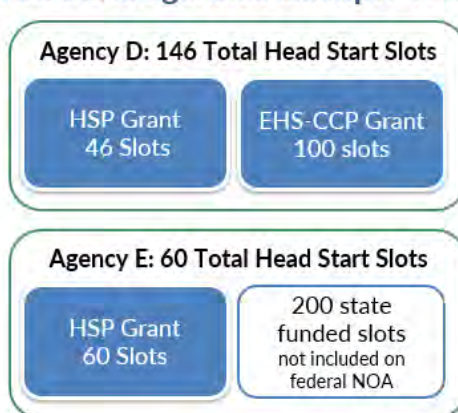 Agency D: 146 Total Head Start Slots
HSP Grant
46 Slots
EHS-CCP Grant
100 slots
Agency E: 60 Total Head Start Slots
HSP Grant
60 Slots
200 state
funded slots
not included on
federal NOA